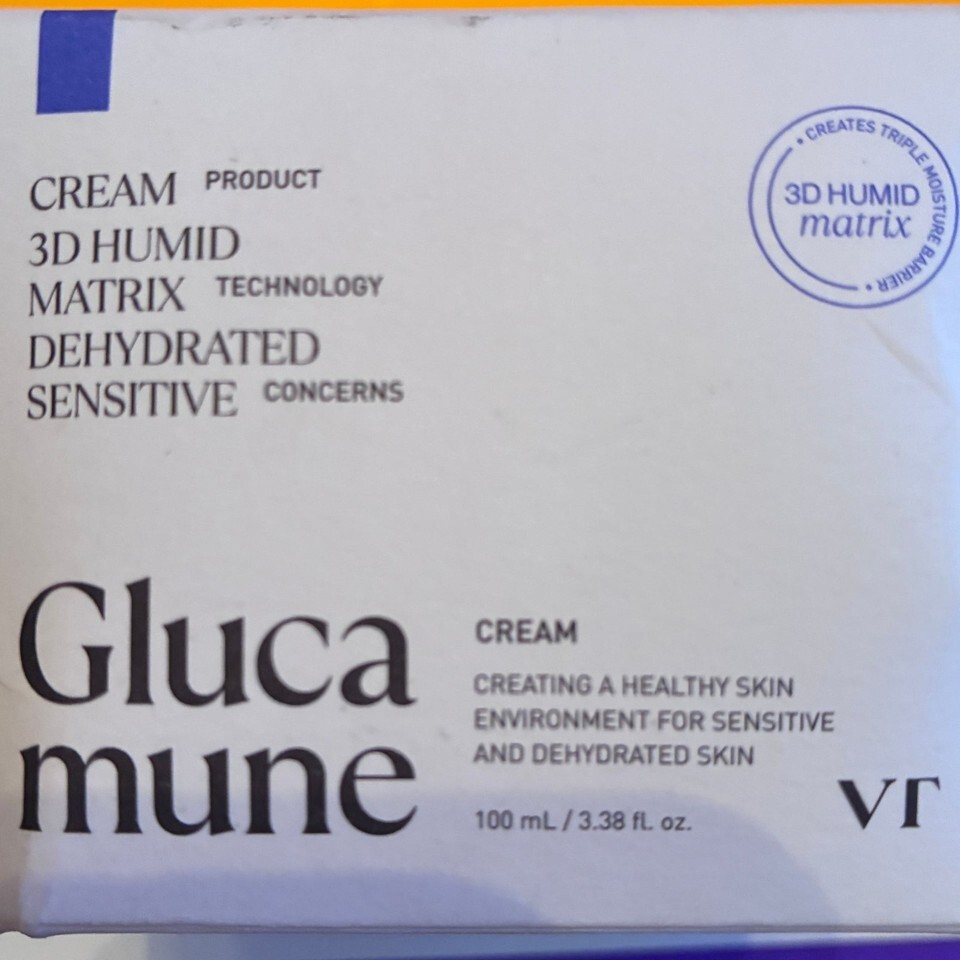 CREAM PRODUCT
3D HUMID
MATRIX TECHNOLOGY
DEHYDRATED
SENSITIVE CONCERNS
• CREATES TRIPLE MOISTURE BARRIER •
3D HUMID
matrix
Gluca
mune
CREAM
CREATING A HEALTHY SKIN
ENVIRONMENT FOR SENSITIVE
AND DEHYDRATED SKIN
100 mL / 3.38 fl. oz.
VT